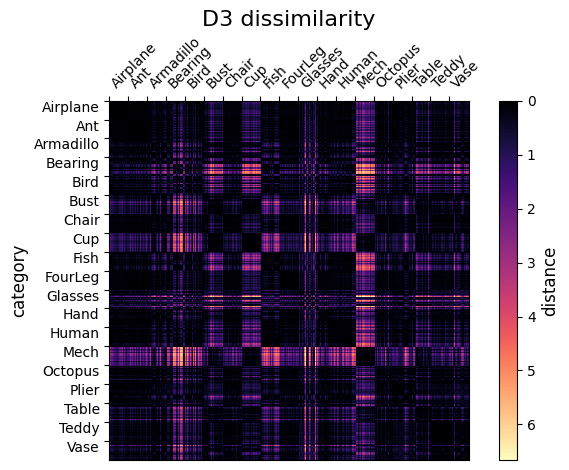 D3 dissimilarity
Airplane
Ant
Armadillo
Bearing
Bird
Bust
Chair
Cup
Fish
FourLeg
Glasses
Hand
Human
Mech
Octopus
Plier
Table
Teddy
Vase
category
Airplane
Ant
Armadillo
Bearing
Bird
Bust
Chair
Cup
Fish
FourLeg
Glasses
Hand
Human
Mech
Octopus
Plier
Table
Teddy
Vase
0
1
2
3
4
5
6
distance